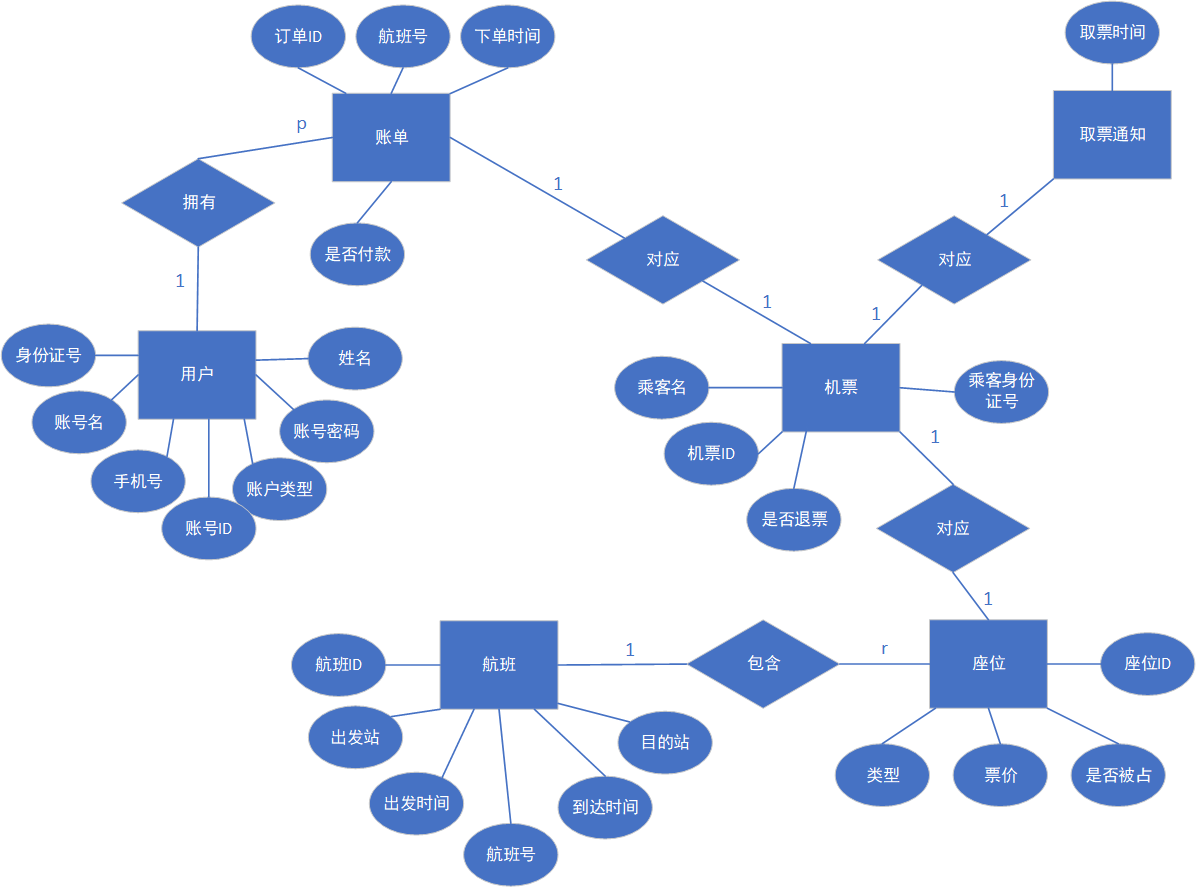 订单ID
航班号
下单时间
取票时间
账单
取票通知
p
1
1
拥有
是否付款
对应
对应
1
1
1
身份证号
用户
姓名
乘客名
机票
乘客身份
证号
账号名
账号密码
1
机票ID
手机号
账户类型
是否退票
账号ID
对应
1
航班ID
航班
1
包含
r
座位
座位ID
出发站
目的站
类型
票价
是否被占
出发时间
到达时间
航班号